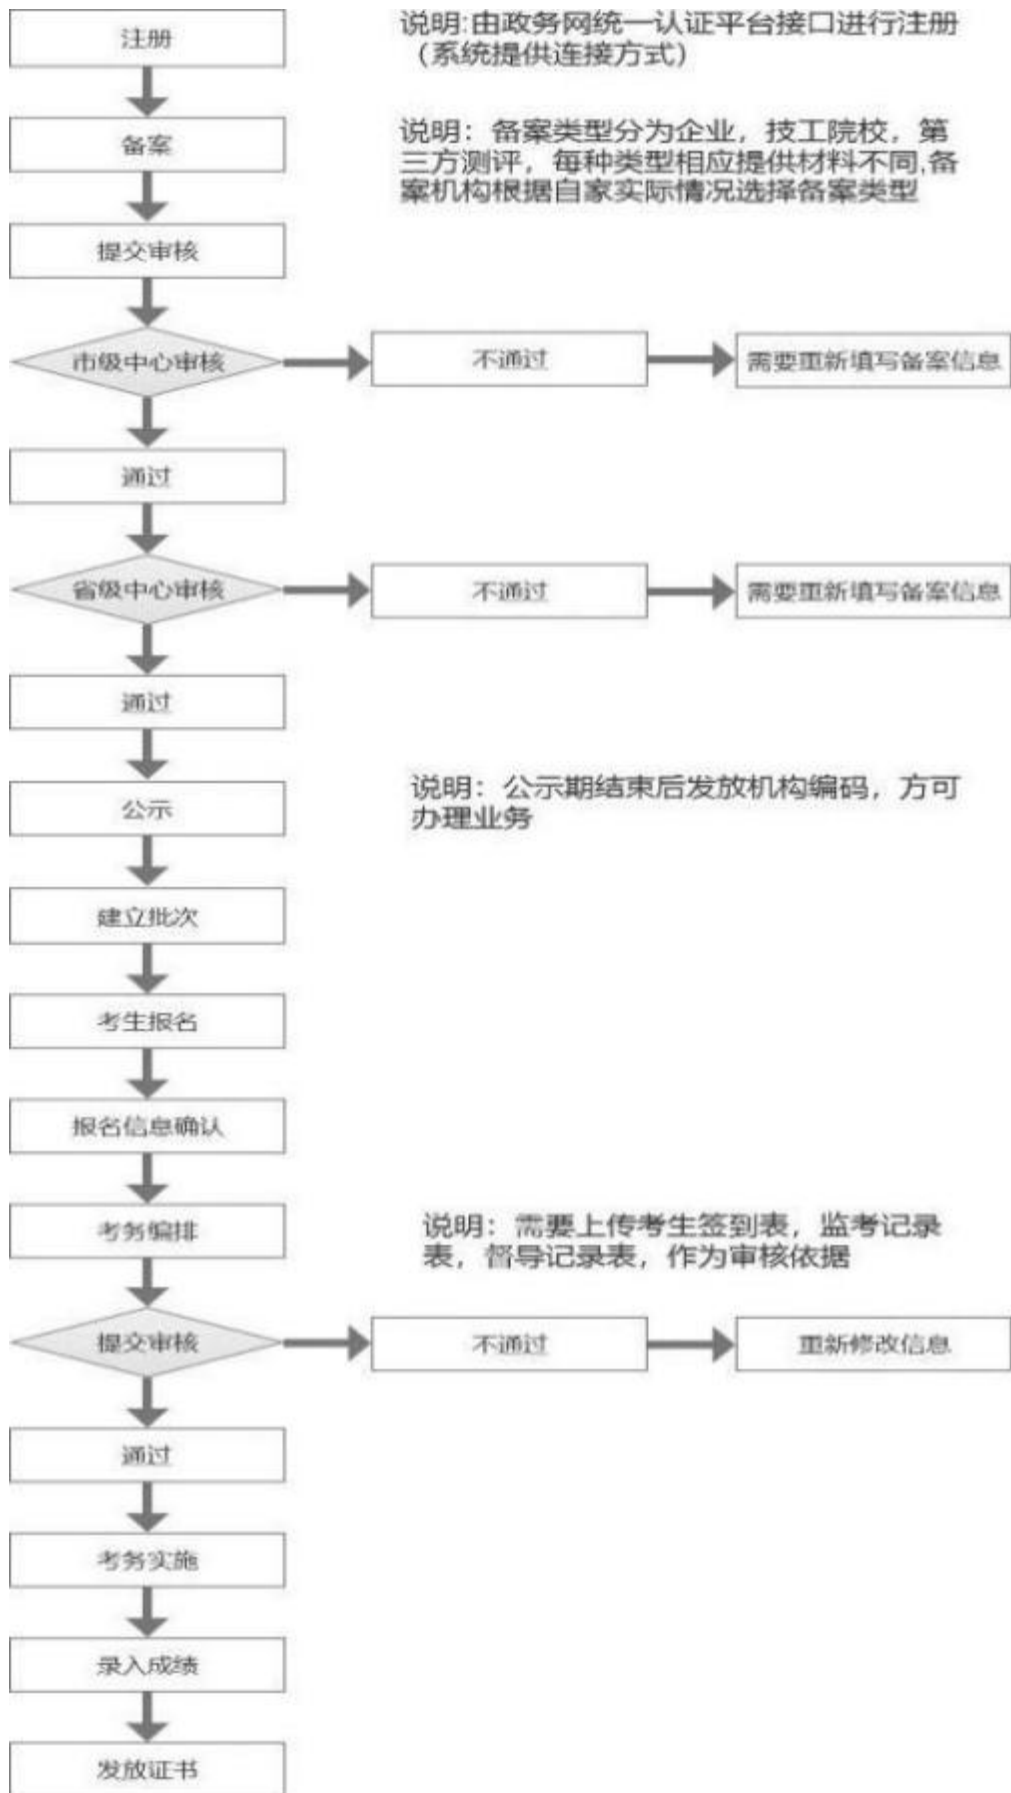 注册
说明:由政务网统一认证平台接口进行注册
（系统提供连接方式）
备案
说明：备案类型分为企业，技工院校，第
三方测评，每种类型相应提供材料不同,备
案机构根据自家实际情况选择备案类型
提交审核
市级中心审核
不通过
需要重新填写备案信息
通过
省级中心审核
不通过
需要重新填写备案信息
通过
公示
说明：公示期结束后发放机构编码，方可
办理业务
建立批次
考生报名
报名信息确认
考务编排
说明：需要上传考生签到表，监考记录
表，督导记录表，作为审核依据
提交审核
不通过
重新修改信息
通过
考务实施
录入成绩
发放证书